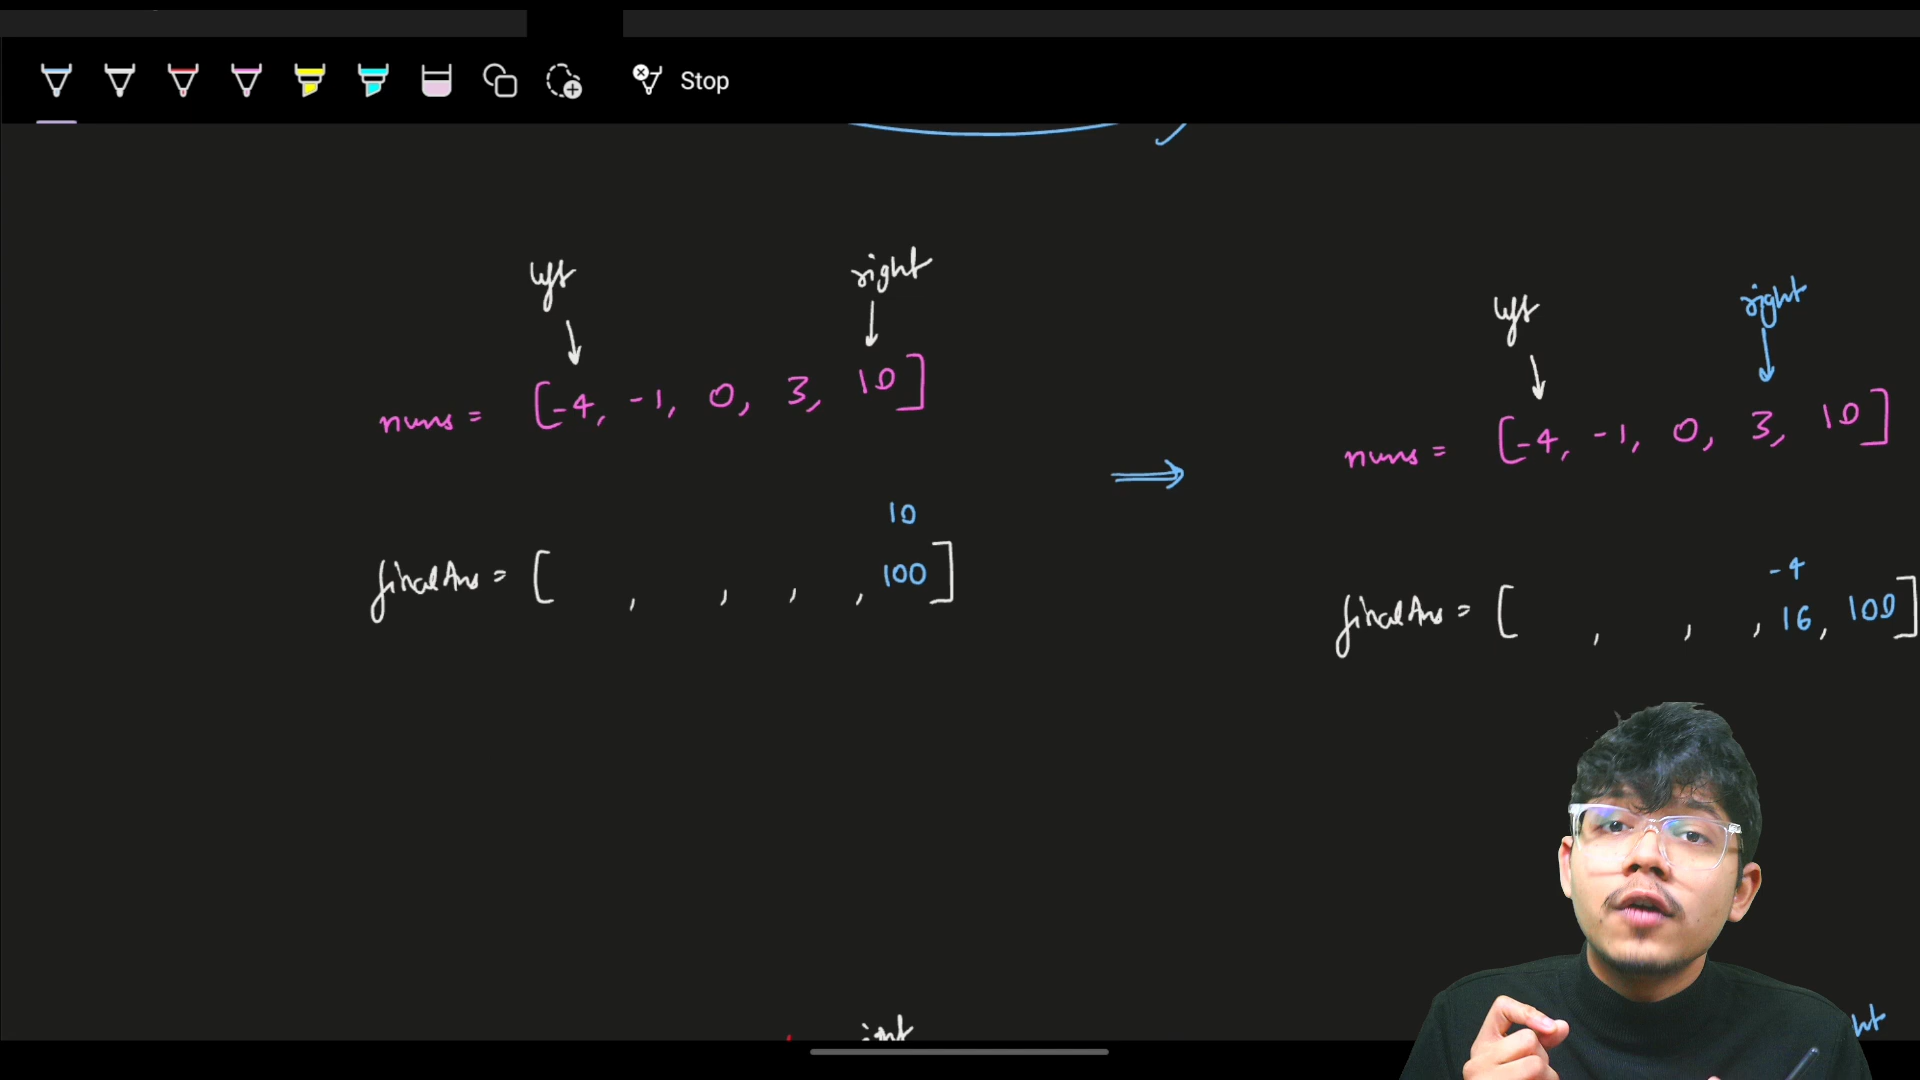 Stop
left right
nums = [-4, -1, 0, 3, 10]
10
finalAns = [ , , , , 100]
left right
nums = [-4, -1, 0, 3, 10]
-4
finalAns = [ , , , 16, 100]